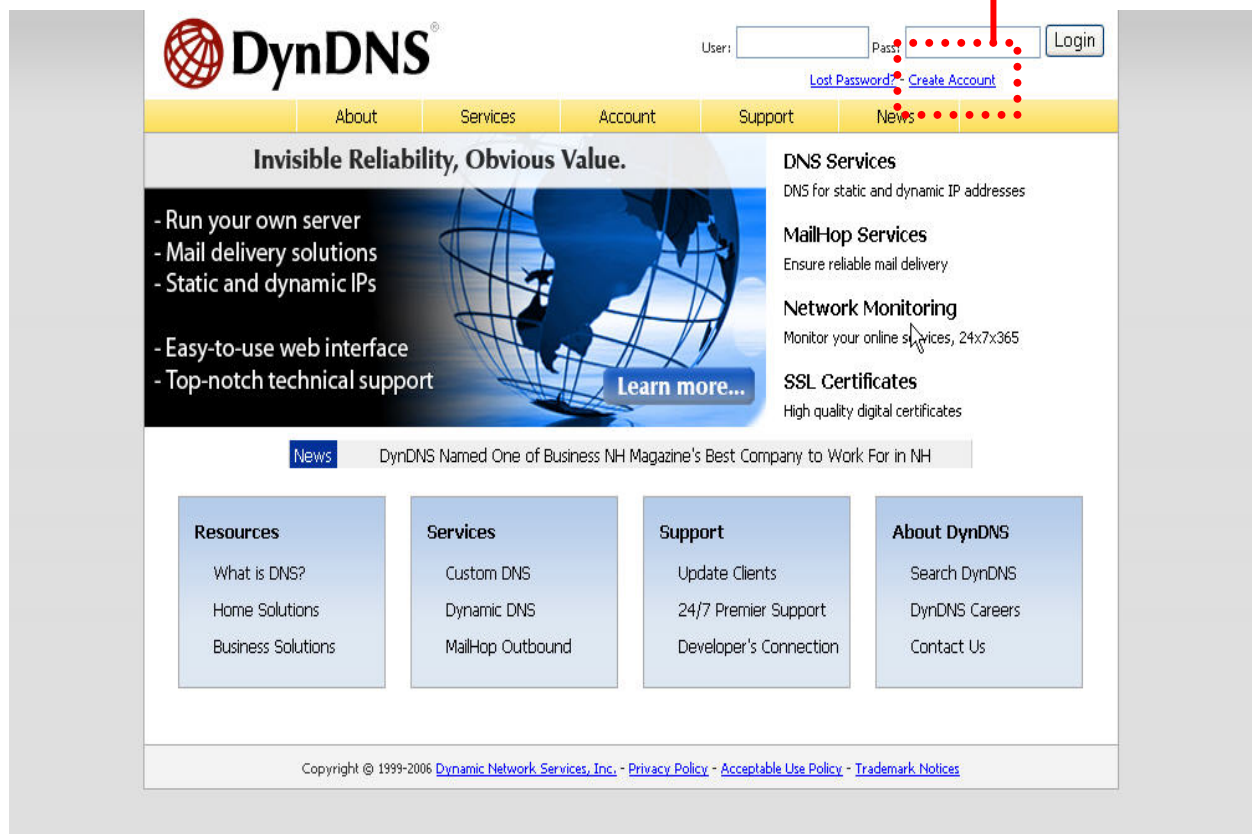 DynDNS®
User:
Pass:
Login
Lost Password? - Create Account
About
Services
Account
Support
News
Invisible Reliability, Obvious Value.
- Run your own server
- Mail delivery solutions
- Static and dynamic IPs
- Easy-to-use web interface
- Top-notch technical support
Learn more...
DNS Services
DNS for static and dynamic IP addresses
MailHop Services
Ensure reliable mail delivery
Network Monitoring
Monitor your online services, 24x7x365
SSL Certificates
High quality digital certificates
News
DynDNS Named One of Business NH Magazine's Best Company to Work For in NH
Resources
What is DNS?
Home Solutions
Business Solutions
Services
Custom DNS
Dynamic DNS
MailHop Outbound
Support
Update Clients
24/7 Premier Support
Developer's Connection
About DynDNS
Search DynDNS
DynDNS Careers
Contact Us
Copyright © 1999-2006 Dynamic Network Services, Inc. - Privacy Policy - Acceptable Use Policy - Trademark Notices